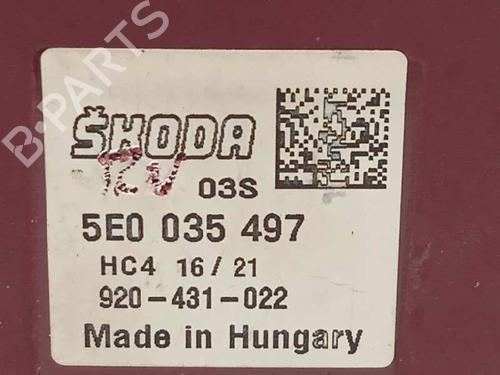 B-PARTS
ŠKODA
12V
03S
5E0 035 497
HC4 16/21
920-431-022
Made in Hungary